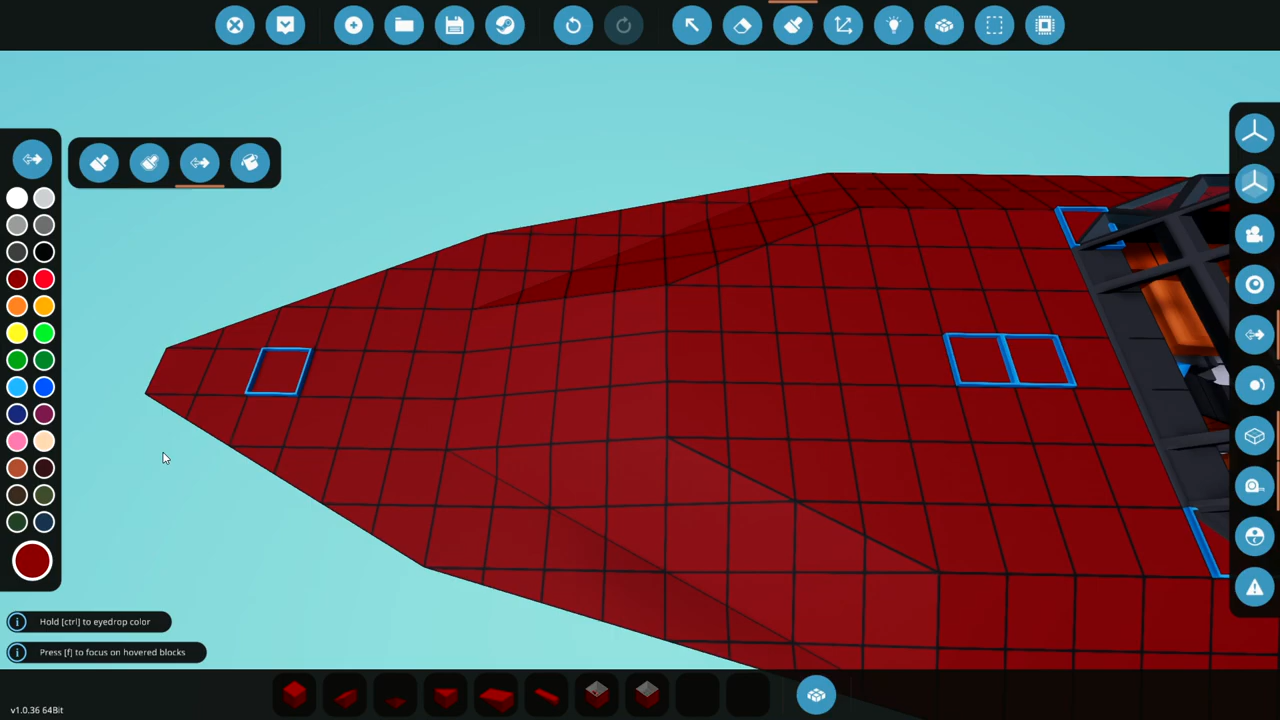 Hold [ctrl] to eyedrop color
Press [f] to focus on hovered blocks
v1.0.36 64Bit